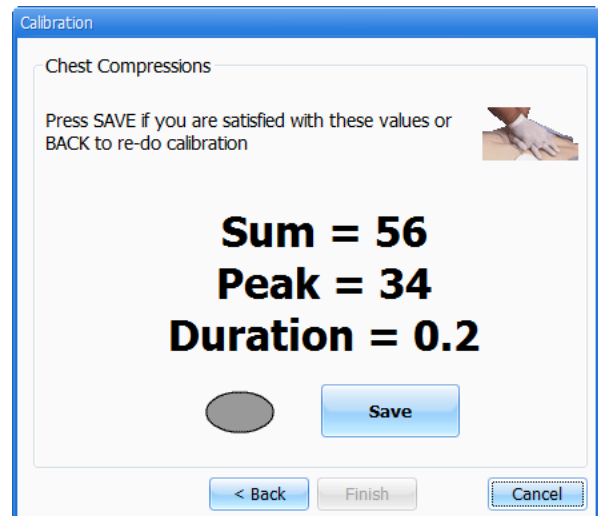 Calibration
Chest Compressions
Press SAVE if you are satisfied with these values or
BACK to re-do calibration
Sum = 56
Peak = 34
Duration = 0.2
Save
< Back
Finish
Cancel